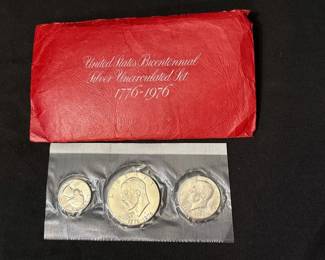 United States Bicentennial
Silver Uncirculated Set
1776-1976